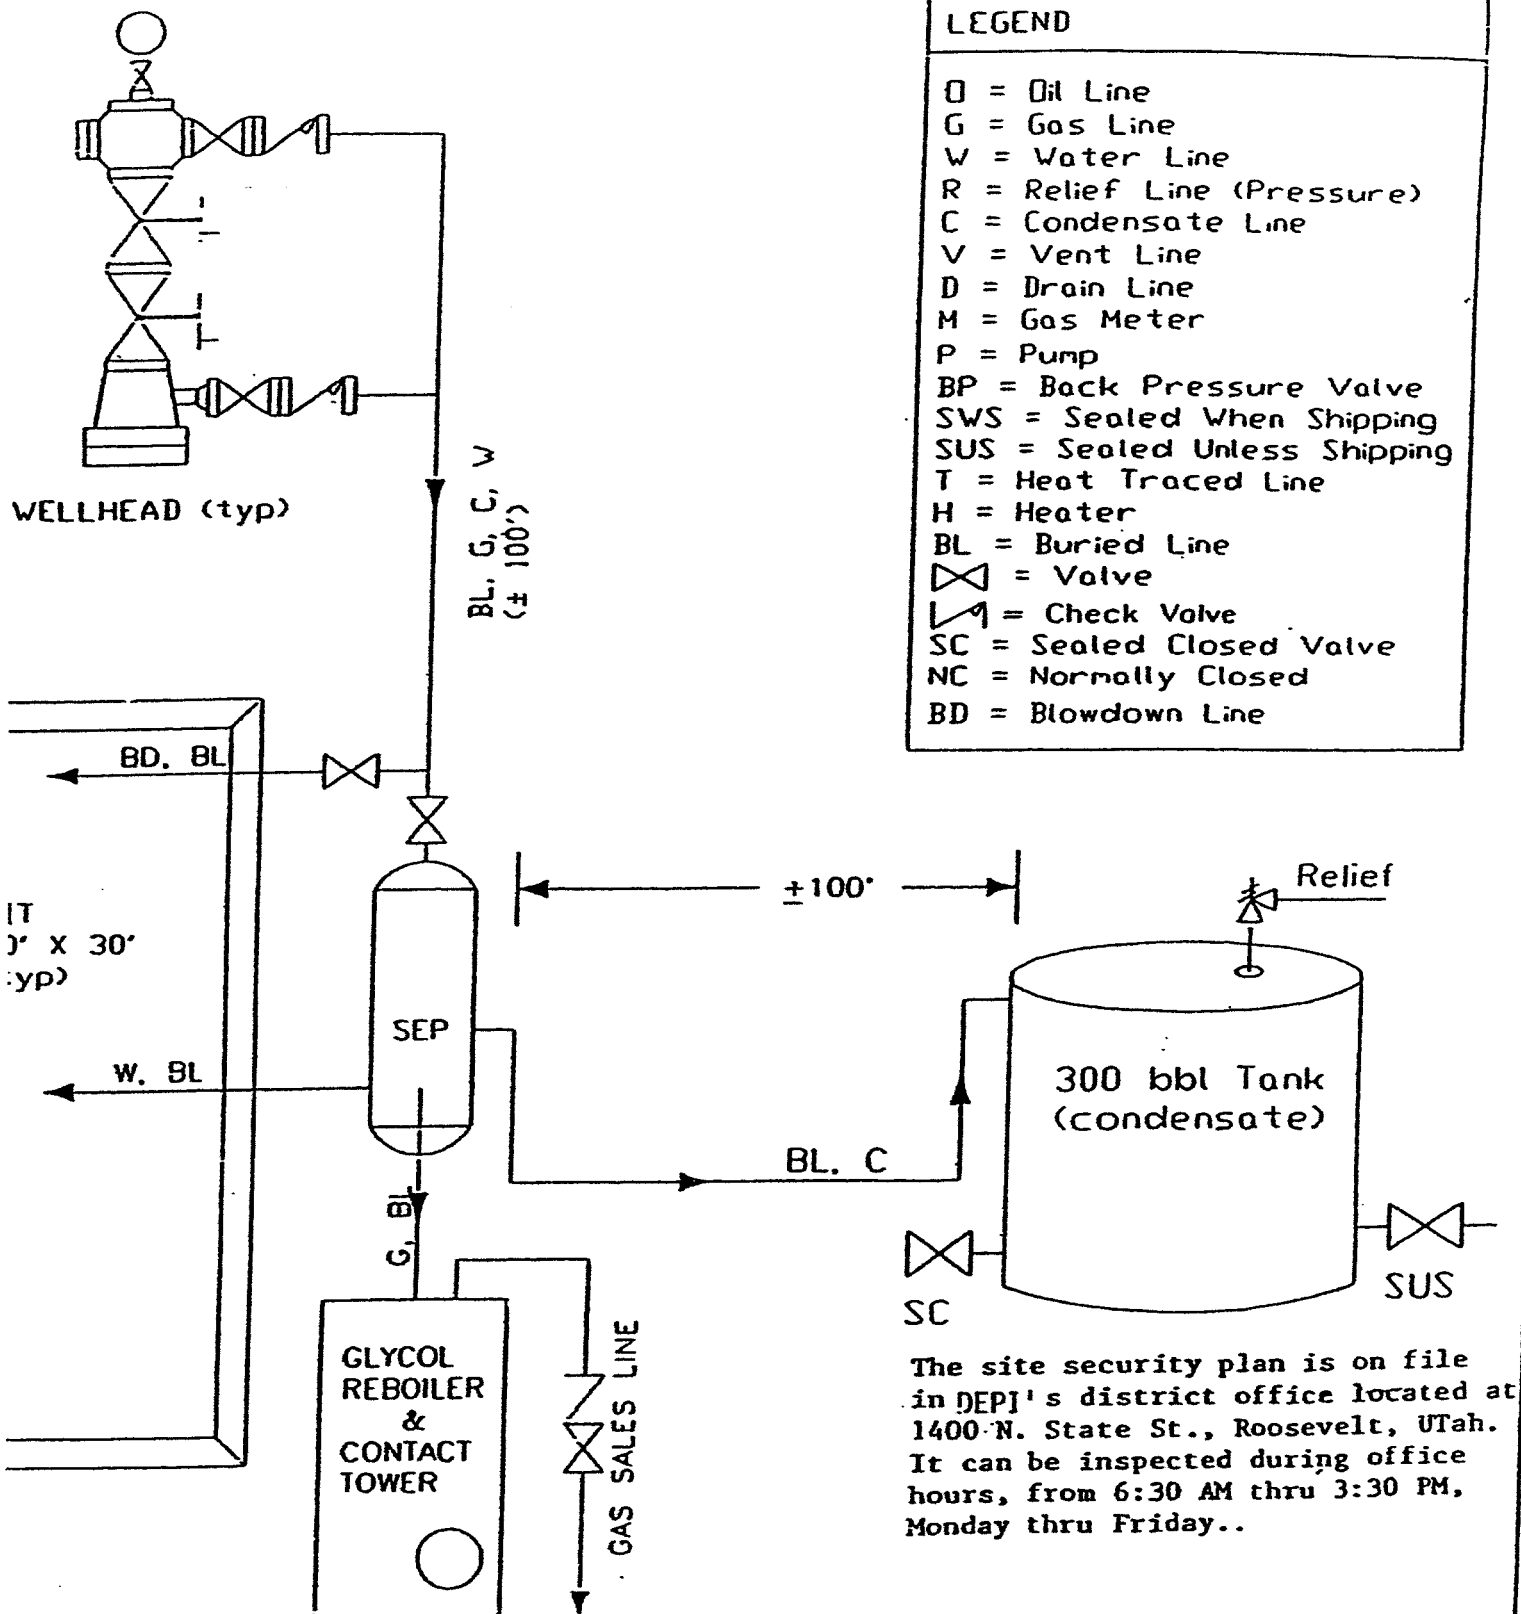 LEGEND
O = Oil Line
G = Gas Line
W = Water Line
R = Relief Line (Pressure)
C = Condensate Line
V = Vent Line
D = Drain Line
M = Gas Meter
P = Pump
BP = Back Pressure Valve
SWS = Sealed When Shipping
SUS = Sealed Unless Shipping
T = Heat Traced Line
H = Heater
BL = Buried Line
= Valve
= Check Valve
SC = Sealed Closed Valve
NC = Normally Closed
BD = Blowdown Line
WELLHEAD (typ)
BL, G, C, W
(± 100')
BD. BL
±100'
Relief
X 30'
SEP
W. BL
300 bbl Tank
(condensate)
BL. C
G, BL
SC
SUS
GLYCOL
REBOILER
&
CONTACT
TOWER
GAS SALES LINE
The site security plan is on file
in DEPI's district office located at
1400 N. State St., Roosevelt, UTah.
It can be inspected during office
hours, from 6:30 AM thru 3:30 PM,
Monday thru Friday..